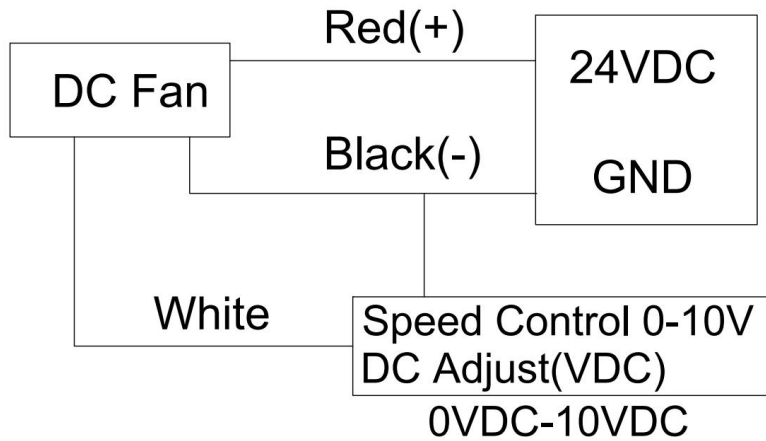 Red(+)
DC Fan
24VDC
Black(-)
GND
White
Speed Control 0-10V
DC Adjust(VDC)
0VDC-10VDC